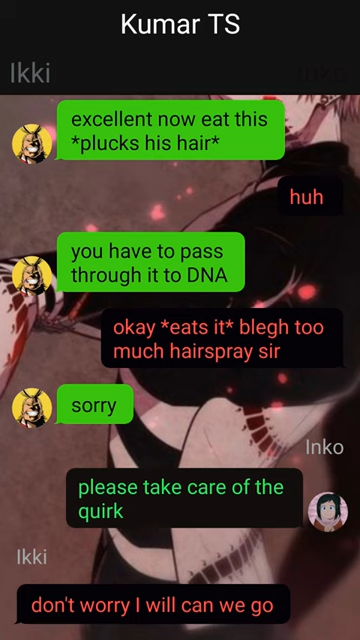 Kumar TS
Ikki
Inko
excellent now eat this
*plucks his hair*
huh
you have to pass
through it to DNA
okay *eats it* blegh too
much hairspray sir
sorry
Inko
please take care of the
quirk
Ikki
don't worry I will can we go